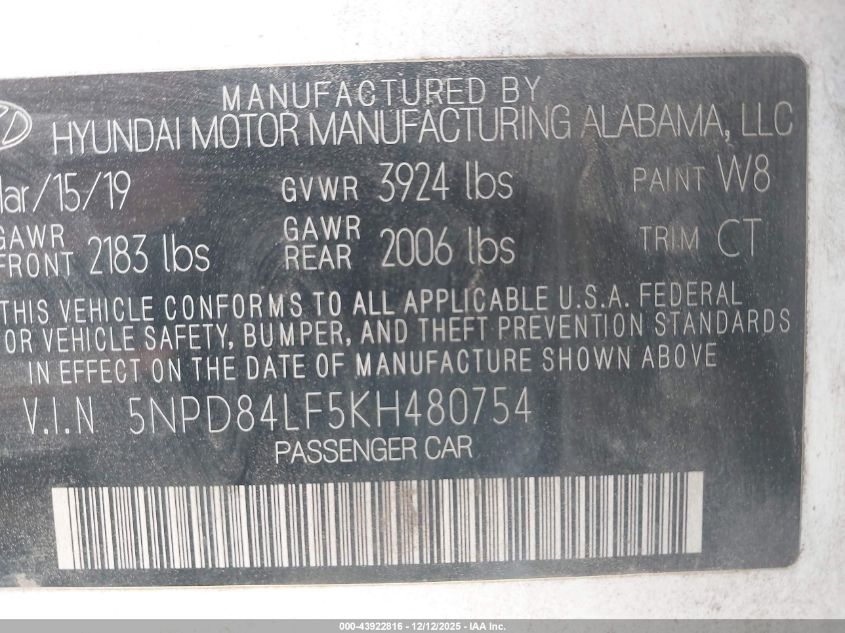 MANUFACTURED BY
HYUNDAI MOTOR MANUFACTURING ALABAMA, LLC
Mar/15/19 GVWR 3924 lbs PAINT W8
GAWR FRONT 2183 lbs GAWR REAR 2006 lbs TRIM CT
THIS VEHICLE CONFORMS TO ALL APPLICABLE U.S.A. FEDERAL
OR VEHICLE SAFETY, BUMPER, AND THEFT PREVENTION STANDARDS
IN EFFECT ON THE DATE OF MANUFACTURE SHOWN ABOVE
V.I.N 5NPD84LF5KH480754
PASSENGER CAR
000-43922816 - 12/12/2025 - IAA Inc.